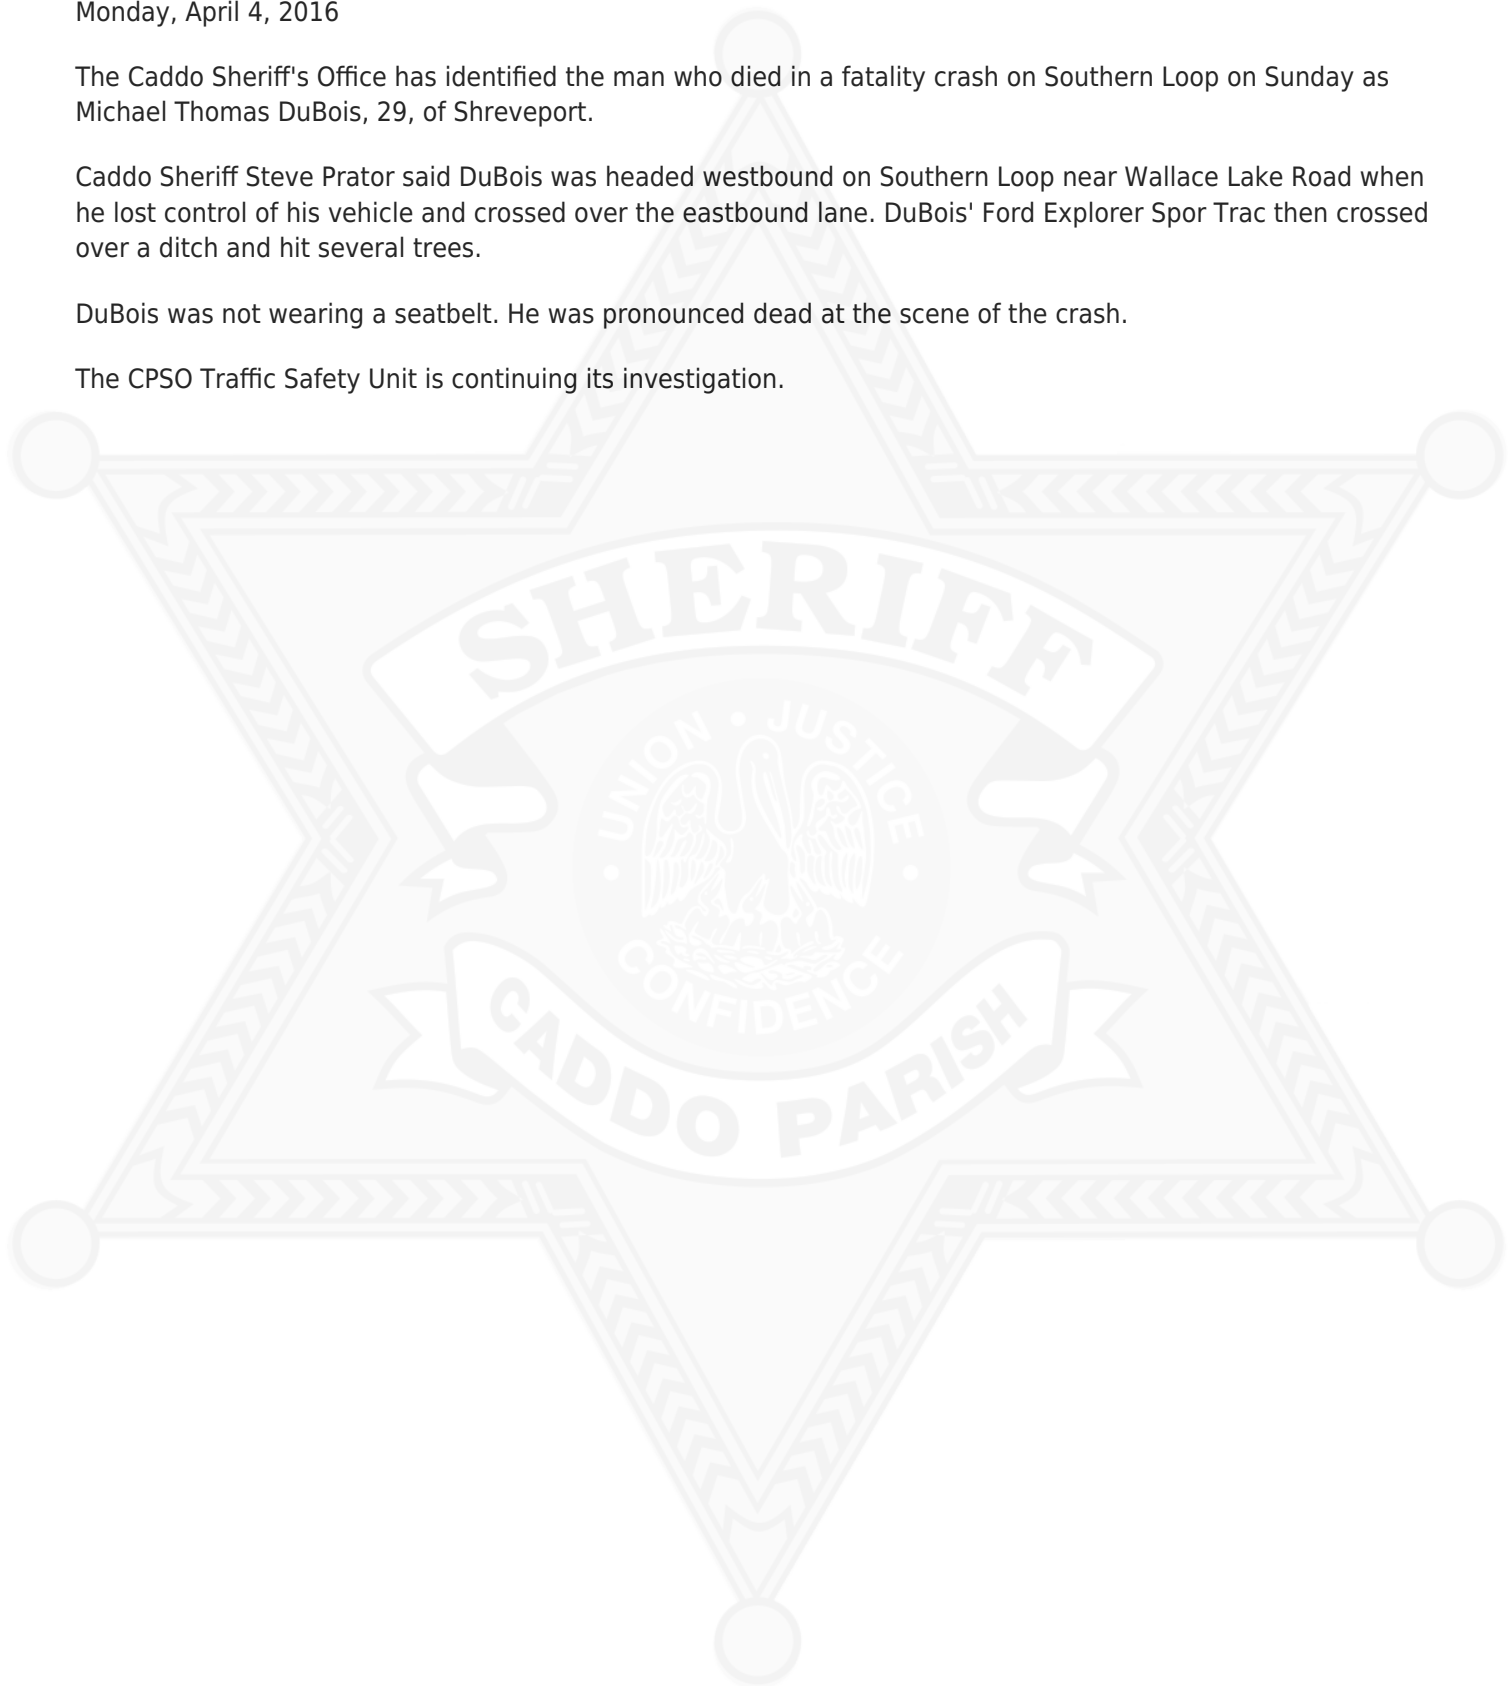 Monday, April 4, 2016
The Caddo Sheriff's Office has identified the man who died in a fatality crash on Southern Loop on Sunday as
Michael Thomas DuBois, 29, of Shreveport.
Caddo Sheriff Steve Prator said DuBois was headed westbound on Southern Loop near Wallace Lake Road when
he lost control of his vehicle and crossed over the eastbound lane. DuBois' Ford Explorer Spor Trac then crossed
over a ditch and hit several trees.
DuBois was not wearing a seatbelt. He was pronounced dead at the scene of the crash.
The CPSO Traffic Safety Unit is continuing its investigation.
SHERIFF
UNION • JUSTICE
• CONFIDENCE •
CADDO PARISH